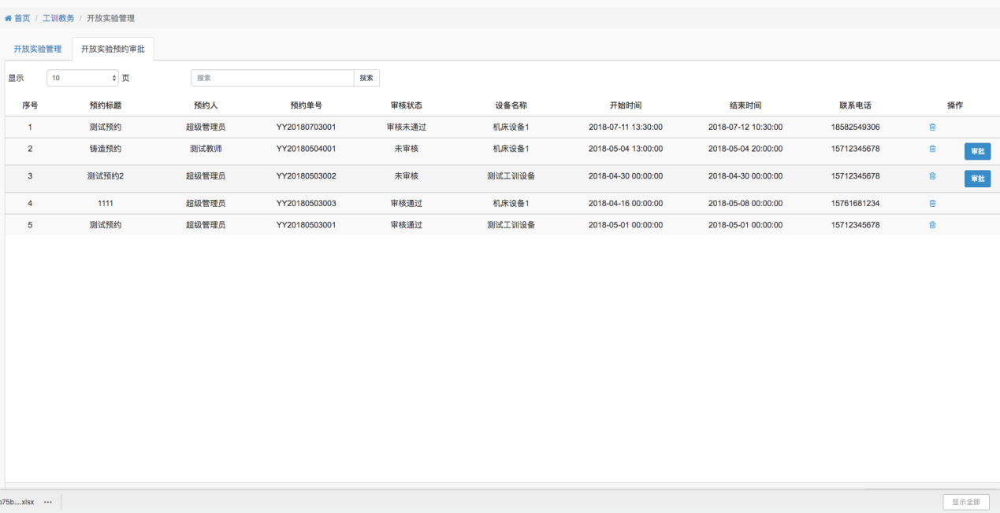 首页 / 工训教务 / 开放实验管理
开放实验管理 开放实验预约审批
显示 10 页 搜索 搜索
序号 预约标题 预约人 预约单号 审核状态 设备名称 开始时间 结束时间 联系电话 操作
1 测试预约 超级管理员 YY20180703001 审核未通过 机床设备1 2018-07-11 13:30:00 2018-07-12 10:30:00 18582549306
2 铸造预约 测试教师 YY20180504001 未审核 机床设备1 2018-05-04 13:00:00 2018-05-04 20:00:00 15712345678 审批
3 测试预约2 超级管理员 YY20180503002 未审核 测试工训设备 2018-04-30 00:00:00 2018-04-30 00:00:00 15712345678 审批
4 1111 超级管理员 YY20180503003 审核通过 机床设备1 2018-04-16 00:00:00 2018-05-08 00:00:00 15761681234
5 测试预约 超级管理员 YY20180503001 审核通过 测试工训设备 2018-05-01 00:00:00 2018-05-01 00:00:00 15712345678
75b....xlsx ··· 显示全部